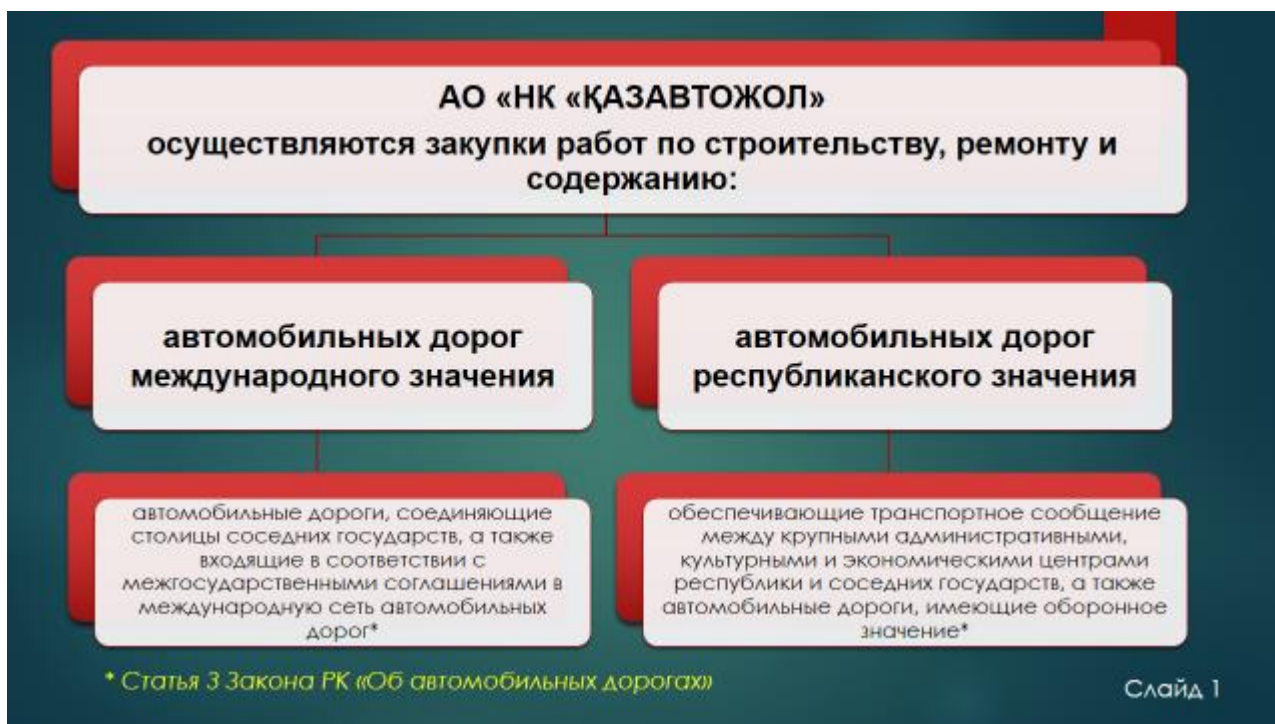 АО «НК «ҚАЗАВТОЖОЛ»
осуществляются закупки работ по строительству, ремонту и
содержанию:
автомобильных дорог
международного значения
автомобильных дорог
республиканского значения
автомобильные дороги, соединяющие
столицы соседних государств, а также
входящие в соответствии с
межгосударственными соглашениями в
международную сеть автомобильных
дорог*
обеспечивающие транспортное сообщение
между крупными административными,
культурными и экономическими центрами
республики и соседних государств, а также
автомобильные дороги, имеющие оборонное
значение*
* Статья 3 Закона РК «Об автомобильных дорогах»
Слайд 1